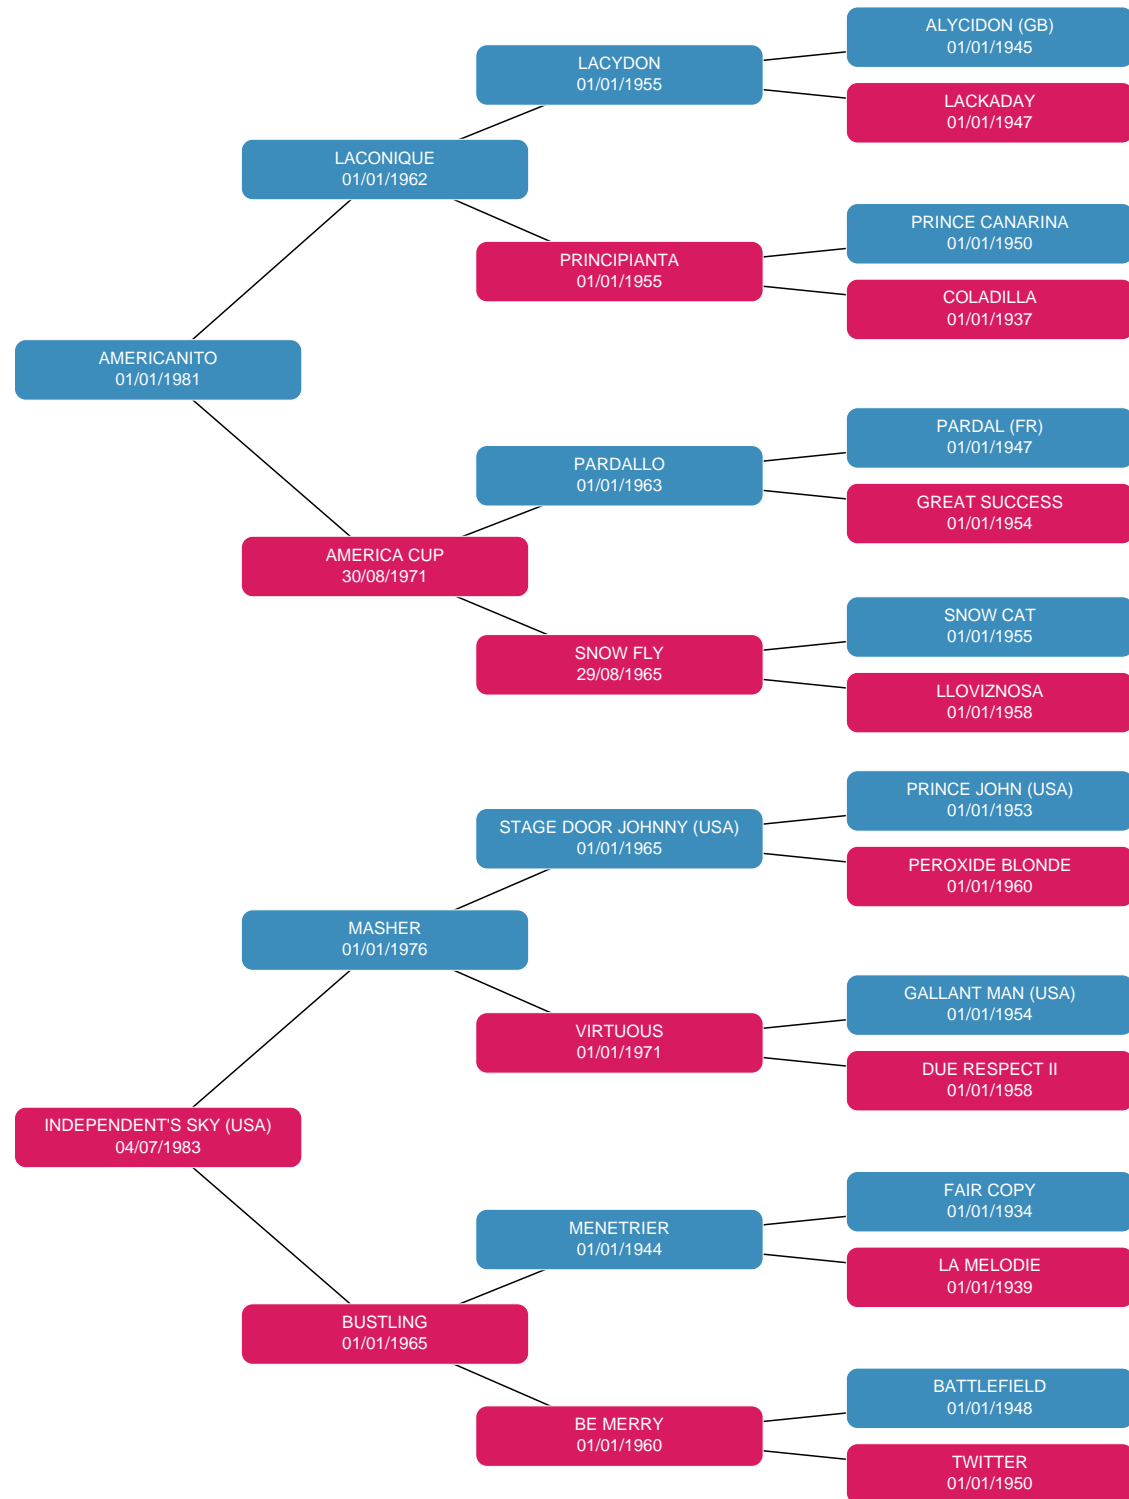 ALYCIDON (GB)
01/01/1945
LACYDON
01/01/1955
LACKADAY
01/01/1947
LACONIQUE
01/01/1962
PRINCE CANARINA
01/01/1950
PRINCIPIANTA
01/01/1955
COLADILLA
01/01/1937
AMERICANITO
01/01/1981
PARDAL (FR)
01/01/1947
PARDALLO
01/01/1963
GREAT SUCCESS
01/01/1954
AMERICA CUP
30/08/1971
SNOW CAT
01/01/1955
SNOW FLY
29/08/1965
LLOVIZNOSA
01/01/1958
PRINCE JOHN (USA)
01/01/1953
STAGE DOOR JOHNNY (USA)
01/01/1965
PEROXIDE BLONDE
01/01/1960
MASHER
01/01/1976
GALLANT MAN (USA)
01/01/1954
VIRTUOUS
01/01/1971
DUE RESPECT II
01/01/1958
INDEPENDENT'S SKY (USA)
04/07/1983
FAIR COPY
01/01/1934
MENETRIER
01/01/1944
LA MELODIE
01/01/1939
BUSTLING
01/01/1965
BATTLEFIELD
01/01/1948
BE MERRY
01/01/1960
TWITTER
01/01/1950